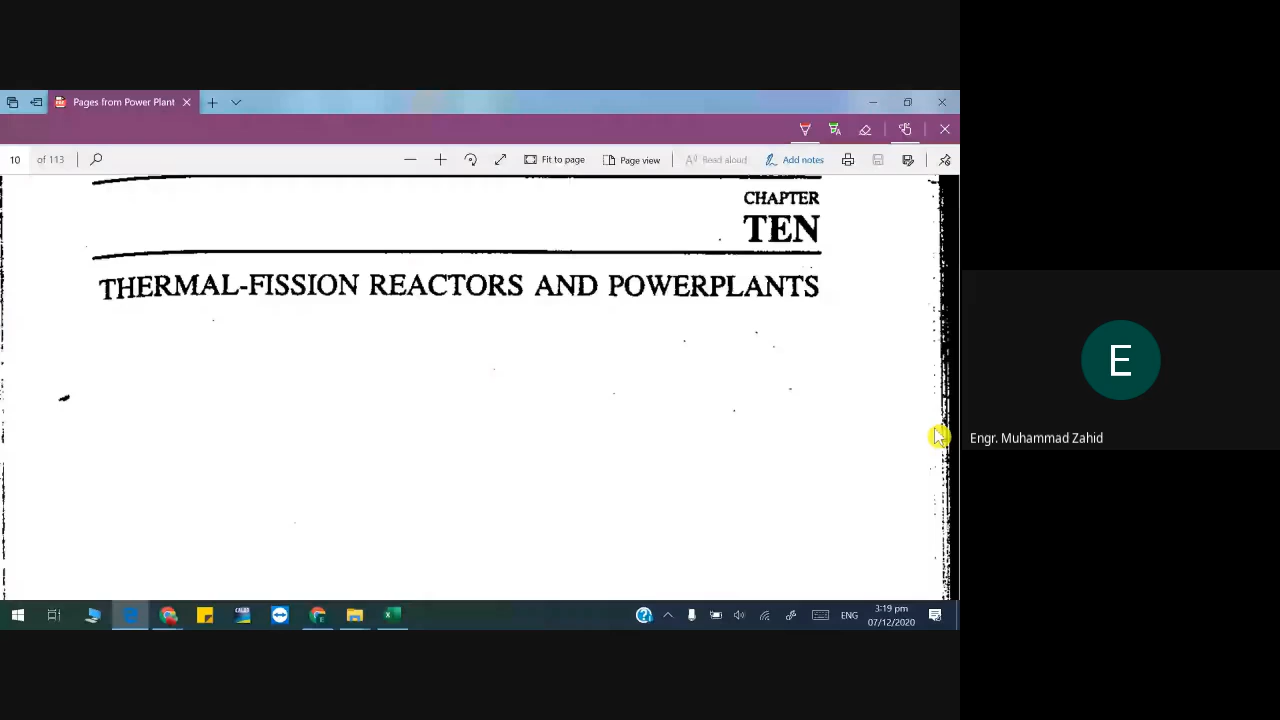 Pages from Power Plant
10 of 113
Fit to page
Page view
Read aloud
Add notes
CHAPTER
TEN
THERMAL-FISSION REACTORS AND POWERPLANTS
E
Engr. Muhammad Zahid
ENG
3:19 pm
07/12/2020